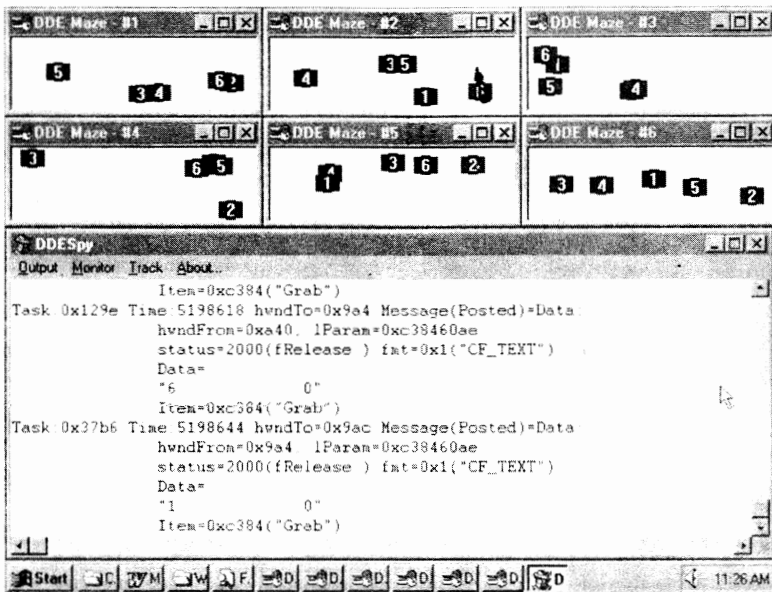 DDE Maze - #1
DDE Maze - #2
DDE Maze - #3
5
3 4
6 2
4
3 5
1
6
6
4
5
4
DDE Maze - #4
DDE Maze - #5
DDE Maze - #6
3
6 5
2
4
1
3 6 2
3 4 1 5 2
DDESpy
Output Monitor Track About...
Item=0xc384("Grab")
Task:0x129e Time:5198618 hwndTo=0x9a4 Message(Posted)=Data:
hwndFrom=0xa40, lParam=0xc38460ae
status=2000(fRelease ) fmt=0x1("CF_TEXT")
Data=
"6 0"
Item=0xc384("Grab")
Task:0x37b6 Time:5198644 hwndTo=0x9ac Message(Posted)=Data:
hwndFrom=0x9a4, lParam=0xc38460ae
status=2000(fRelease ) fmt=0x1("CF_TEXT")
Data=
"1 0"
Item=0xc384("Grab")
Start C. M W F. D. D. D. D. D. D. D 11:26 AM